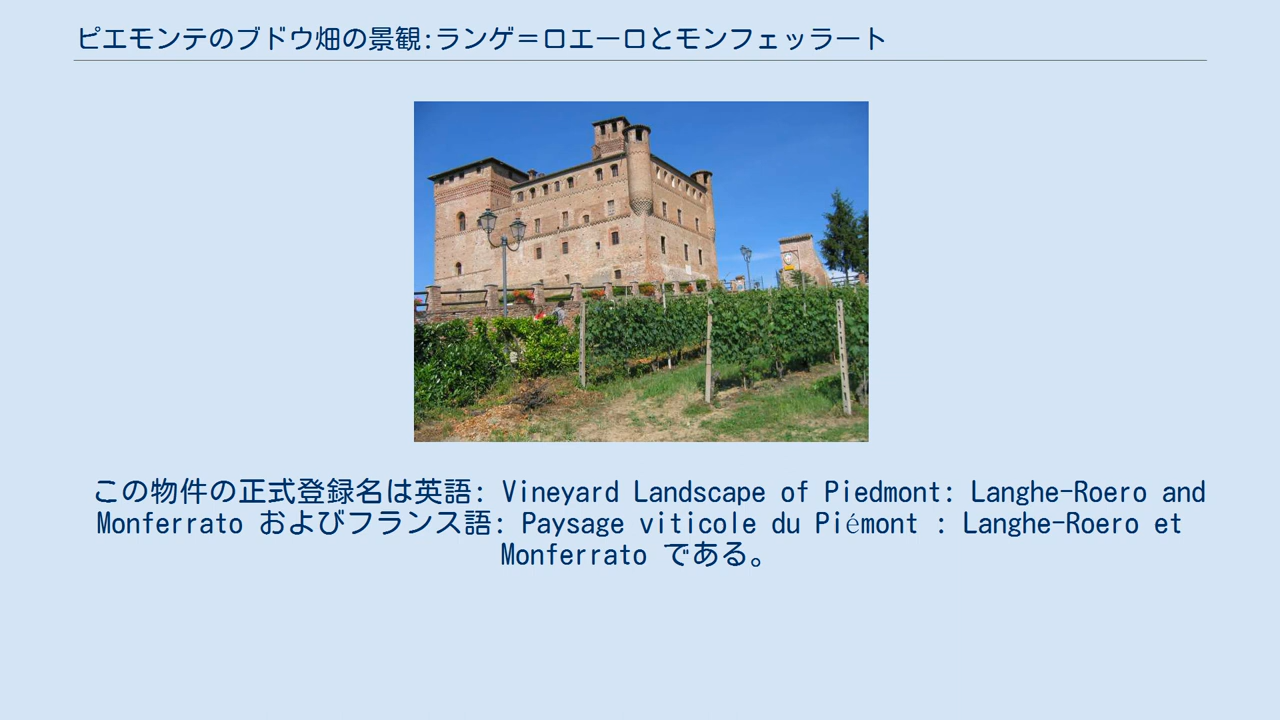 ピエモンテのブドウ畑の景観:ランゲ＝ロエーロとモンフェッラート
この物件の正式登録名は英語: Vineyard Landscape of Piedmont: Langhe-Roero and
Monferrato およびフランス語: Paysage viticole du Piémont : Langhe-Roero et
Monferrato である。